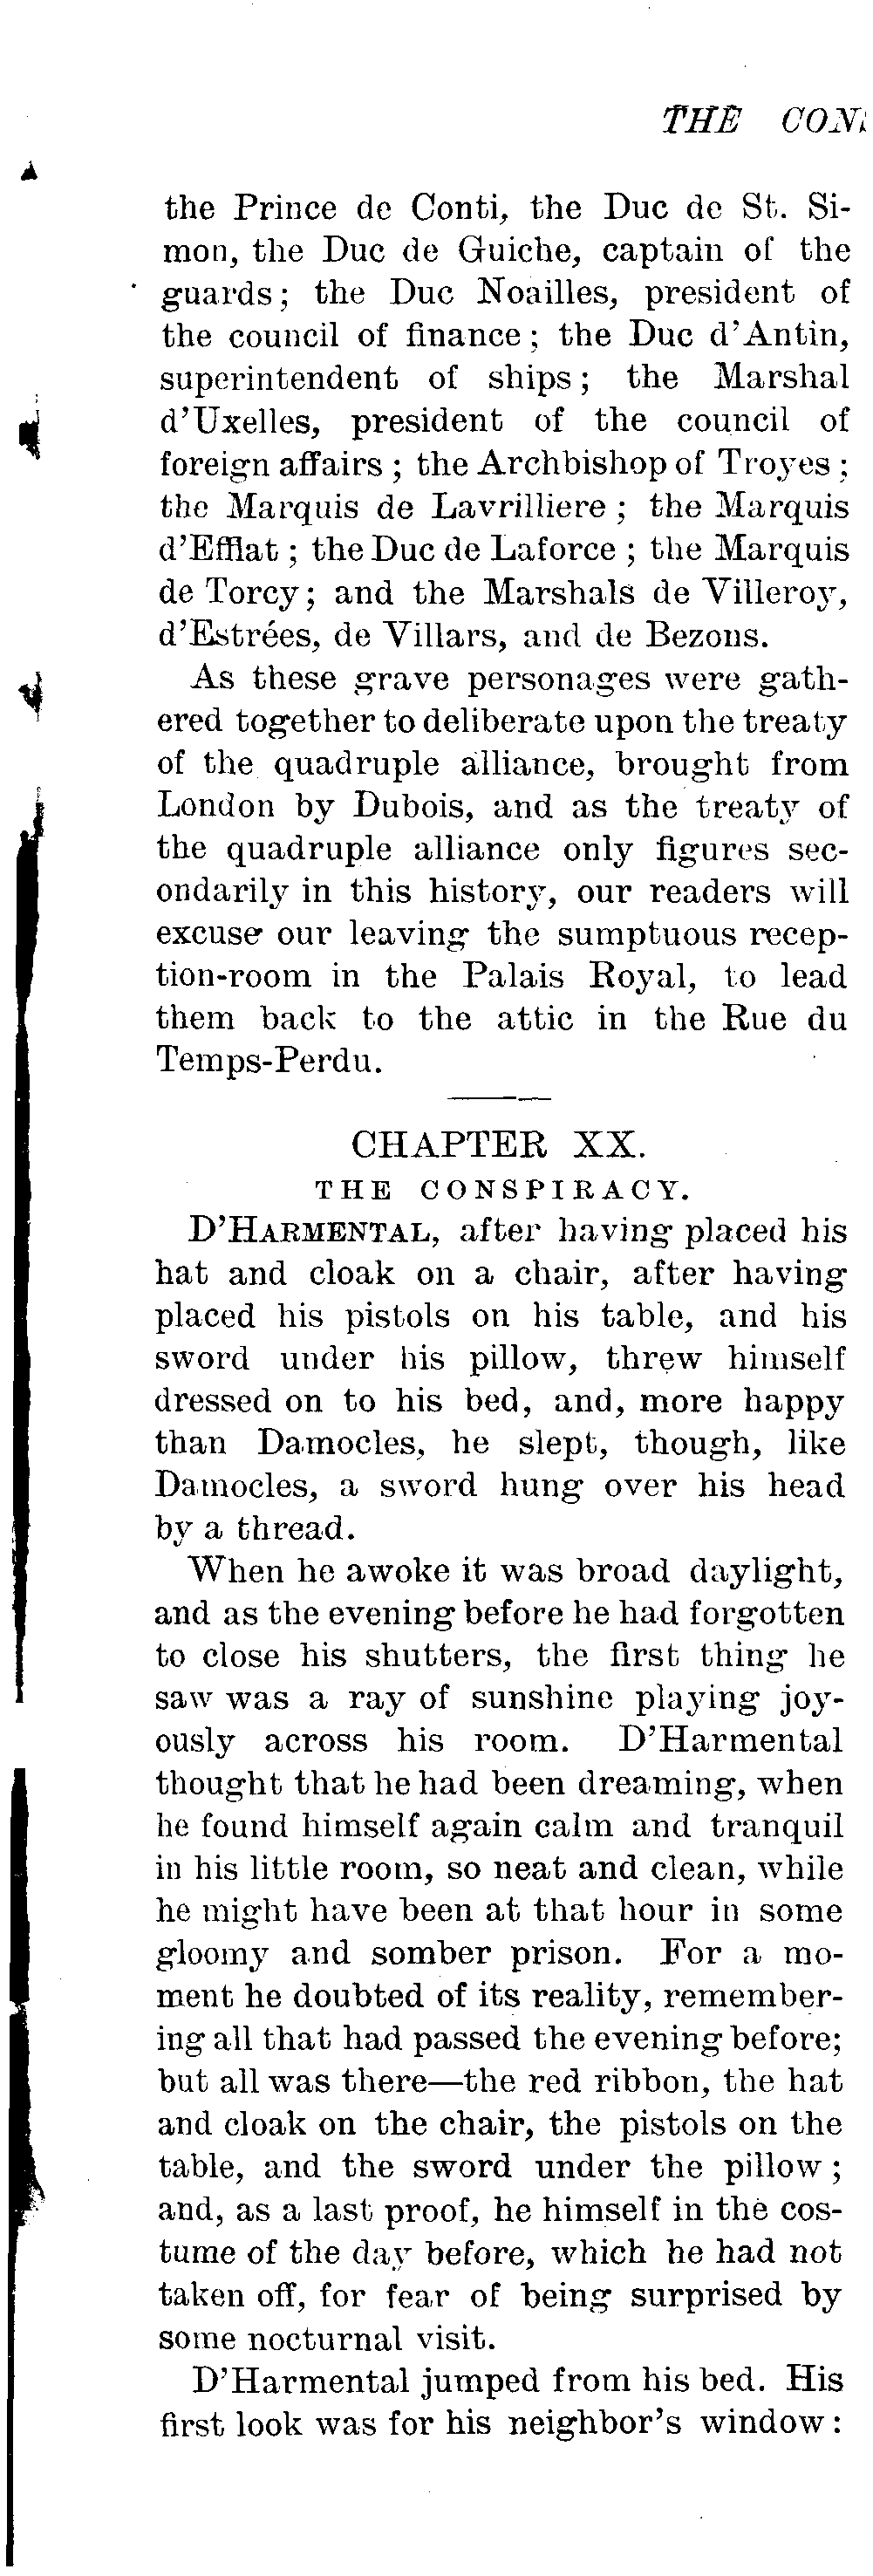 THE
the Prince de Conti, the Duc de St. Si-
mon, the Duc de Guiche, captain of the
guards; the Duc Noailles, president of
the council of finance; the Duc d'Antin,
superintendent of ships; the Marshal
d'Uxelles, president of the council of
foreign affairs; the Archbishop of Troyes;
the Marquis de Lavrilliere; the Marquis
d'Effiat; the Duc de Laforce; the Marquis
de Torcy; and the Marshals de Villeroy,
d'Estrées, de Villars, and de Bezons.
As these grave personages were gath-
ered together to deliberate upon the treaty
of the quadruple alliance, brought from
London by Dubois, and as the treaty of
the quadruple alliance only figures sec-
ondarily in this history, our readers will
excuse our leaving the sumptuous recep-
tion-room in the Palais Royal, to lead
them back to the attic in the Rue du
Temps-Perdu.
CHAPTER XX.
THE CONSPIRACY.
D'HARMENTAL, after having placed his
hat and cloak on a chair, after having
placed his pistols on his table, and his
sword under his pillow, threw himself
dressed on to his bed, and, more happy
than Damocles, he slept, though, like
Damocles, a sword hung over his head
by a thread.
When he awoke it was broad daylight,
and as the evening before he had forgotten
to close his shutters, the first thing he
saw was a ray of sunshine playing joy-
ously across his room. D'Harmental
thought that he had been dreaming, when
he found himself again calm and tranquil
in his little room, so neat and clean, while
he might have been at that hour in some
gloomy and somber prison. For a mo-
ment he doubted of its reality, remember-
ing all that had passed the evening before;
but all was there—the red ribbon, the hat
and cloak on the chair, the pistols on the
table, and the sword under the pillow;
and, as a last proof, he himself in the cos-
tume of the day before, which he had not
taken off, for fear of being surprised by
some nocturnal visit.
D'Harmental jumped from his bed. His
first look was for his neighbor's window: